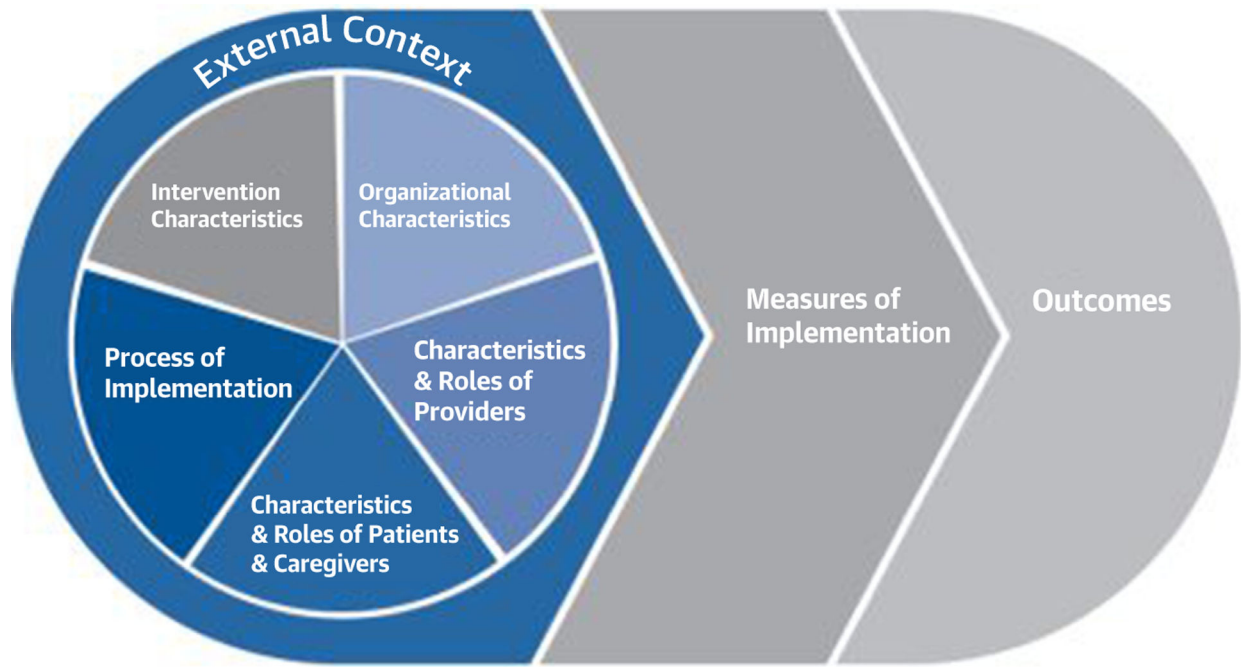 External Context
Intervention
Characteristics
Organizational
Characteristics
Process of
Implementation
Characteristics
& Roles of
Providers
Characteristics
& Roles of Patients
& Caregivers
Measures of
Implementation
Outcomes